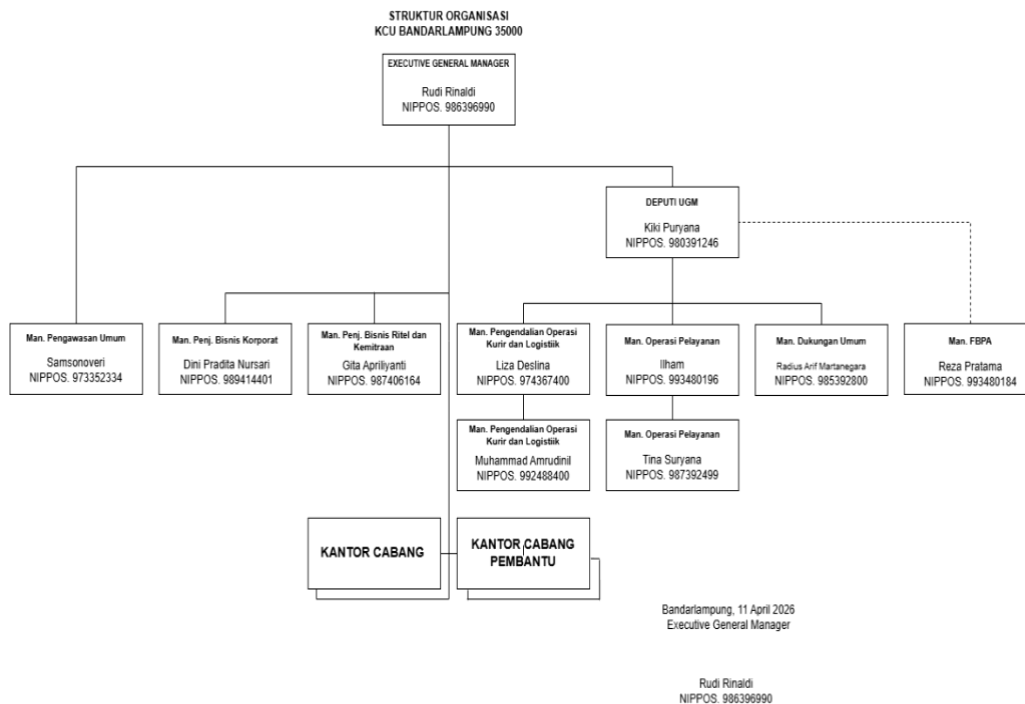 STRUKTUR ORGANISASI
KCU BANDARLAMPUNG 35000
EXECUTIVE GENERAL MANAGER
Rudi Rinaldi
NIPPOS. 986396990
DEPUTI UGM
Kiki Puryana
NIPPOS. 980391246
Man. Pengawasan Umum
Samsonoveri
NIPPOS. 973352334
Man. Penj. Bisnis Korporat
Dini Pradita Nursari
NIPPOS. 989414401
Man. Penj. Bisnis Ritel dan
Kemitraan
Gita Apriliyanti
NIPPOS. 987406164
Man. Pengendalian Operasi
Kurir dan Logistiik
Liza Deslina
NIPPOS. 974367400
Man. Operasi Pelayanan
Ilham
NIPPOS. 993480196
Man. Dukungan Umum
Radius Arif Martanegara
NIPPOS. 985392800
Man. FBPA
Reza Pratama
NIPPOS. 993480184
Man. Pengendalian Operasi
Kurir dan Logistiik
Muhammad Amrudinil
NIPPOS. 992488400
Man. Operasi Pelayanan
Tina Suryana
NIPPOS. 987392499
KANTOR CABANG
KANTOR CABANG
PEMBANTU
Bandarlampung, 11 April 2026
Executive General Manager
Rudi Rinaldi
NIPPOS. 986396990